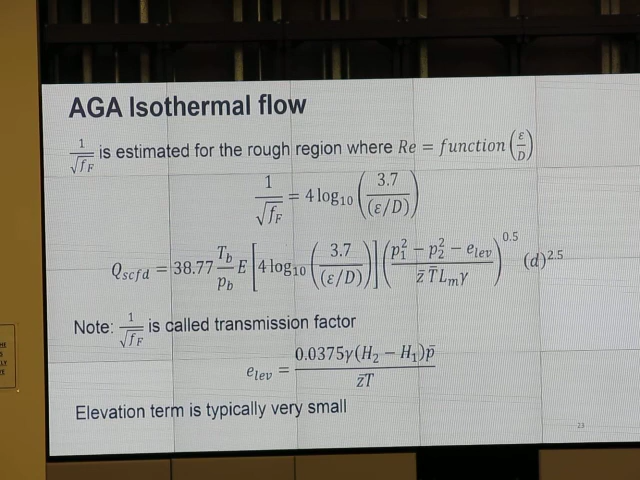 AGA Isothermal flow
1/√f_F is estimated for the rough region where Re = function (ε/D)
1/√f_F = 4 log₁₀ (3.7/(ε/D))
Q_scfd = 38.77 T_b/p_b E [4 log₁₀ (3.7/(ε/D))] ((p₁² − p₂² − e_lev)/(z̄ T̄ L_m γ))^0.5 (d)^2.5
Note: 1/√f_F is called transmission factor
e_lev = 0.0375γ(H₂ − H₁)p̄/z̄T
Elevation term is typically very small
23